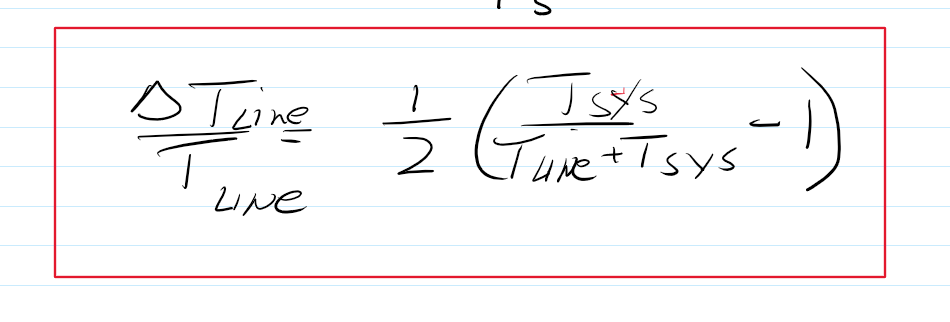 ΔT_Line / T_LINE = 1/2 (T_SYS / (T_LINE + T_SYS) - 1)